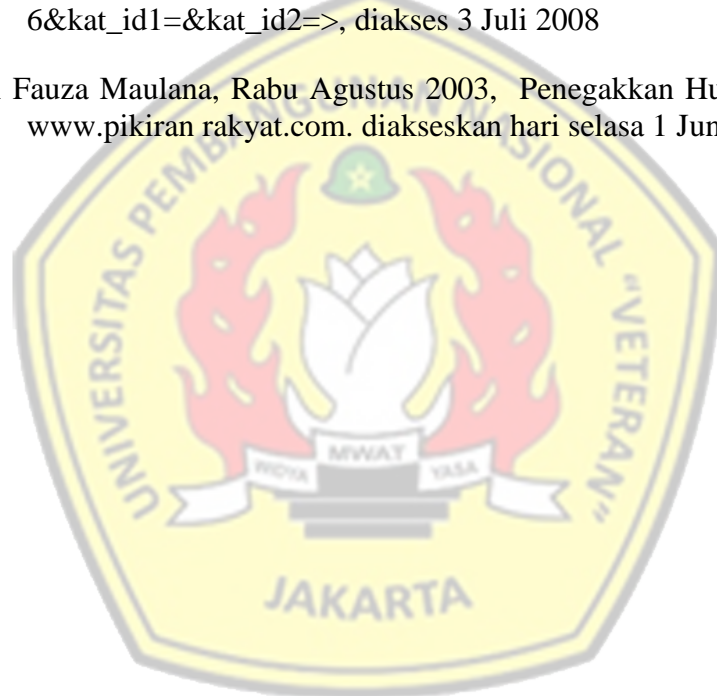 6&kat_id1=&kat_id2=>, diakses 3 Juli 2008
Fauza Maulana, Rabu Agustus 2003, Penegakkan Hu
www.pikiran rakyat.com. diakseskan hari selasa 1 Jun
UNIVERSITAS PEMBANGUNAN NASIONAL "VETERAN"
WIDYA MWAT YASA
JAKARTA